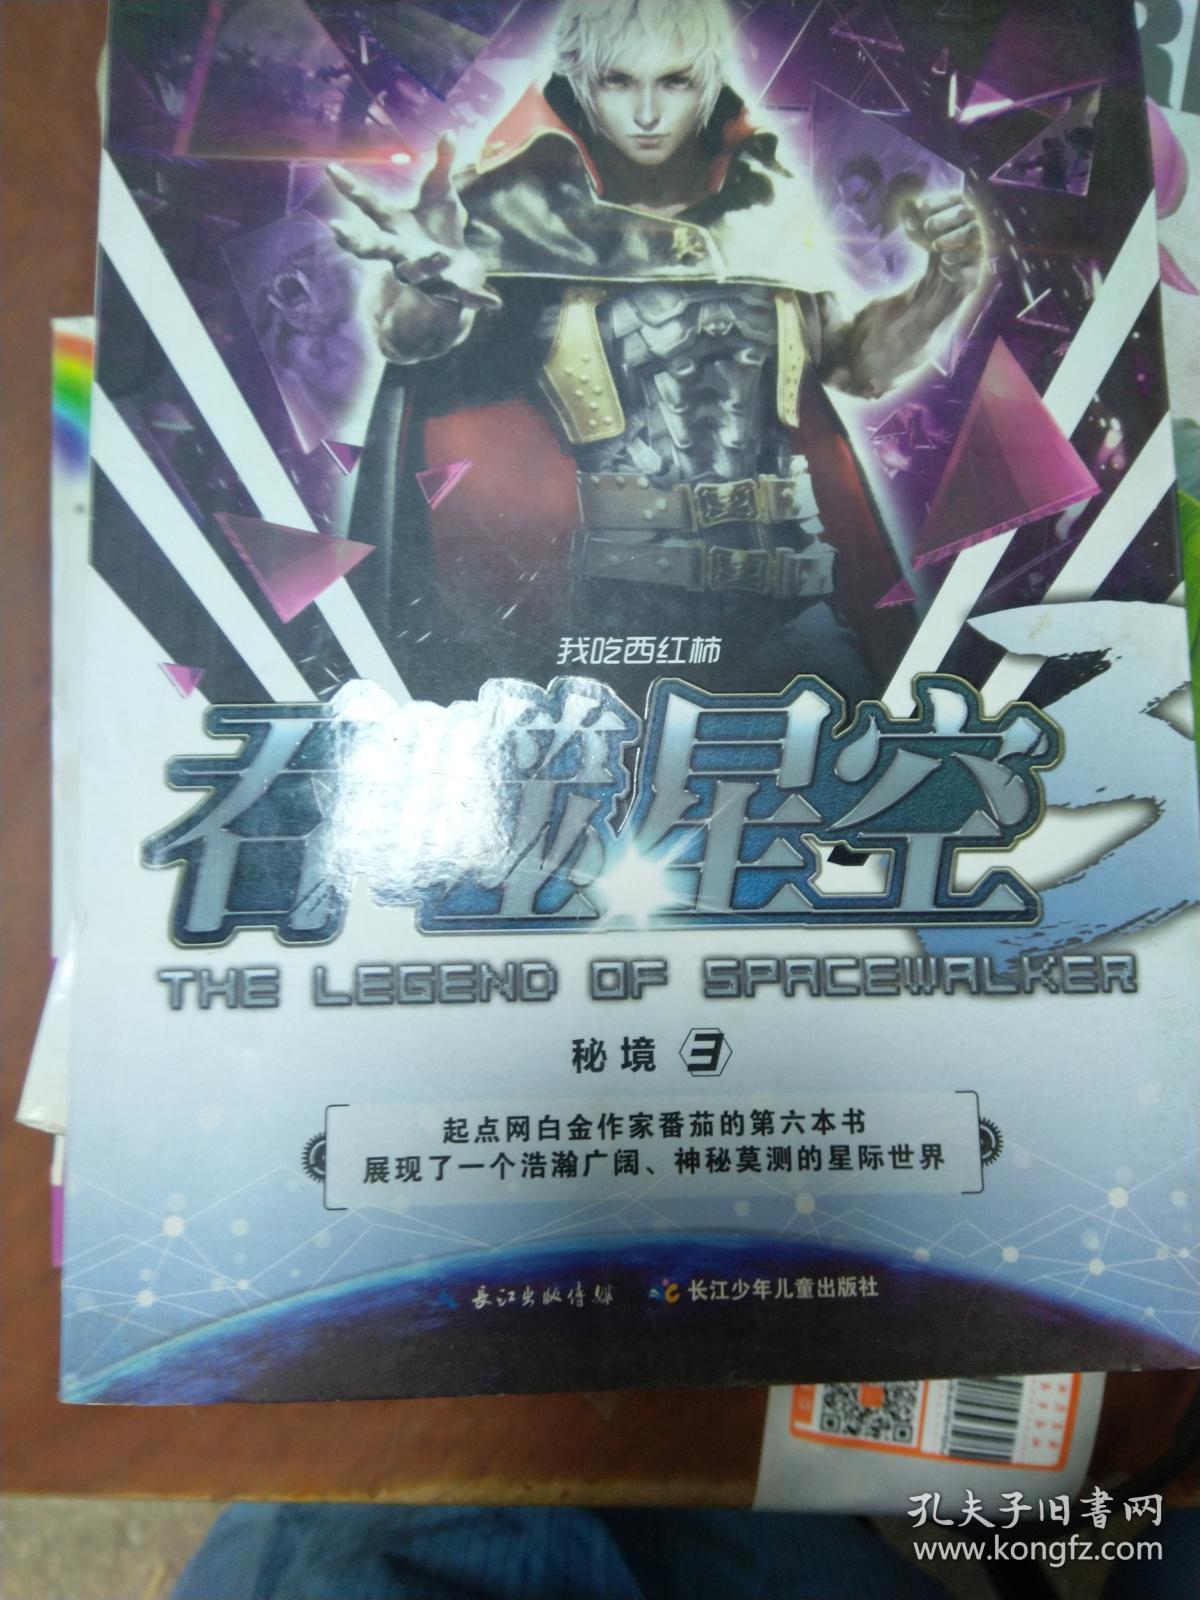 我吃西红柿
吞噬星空
3
THE LEGEND OF SPACEWALKER
秘境 3
起点网白金作家番茄的第六本书
展现了一个浩瀚广阔、神秘莫测的星际世界
长江出版传媒 长江少年儿童出版社
孔夫子旧書网
www.kongfz.com